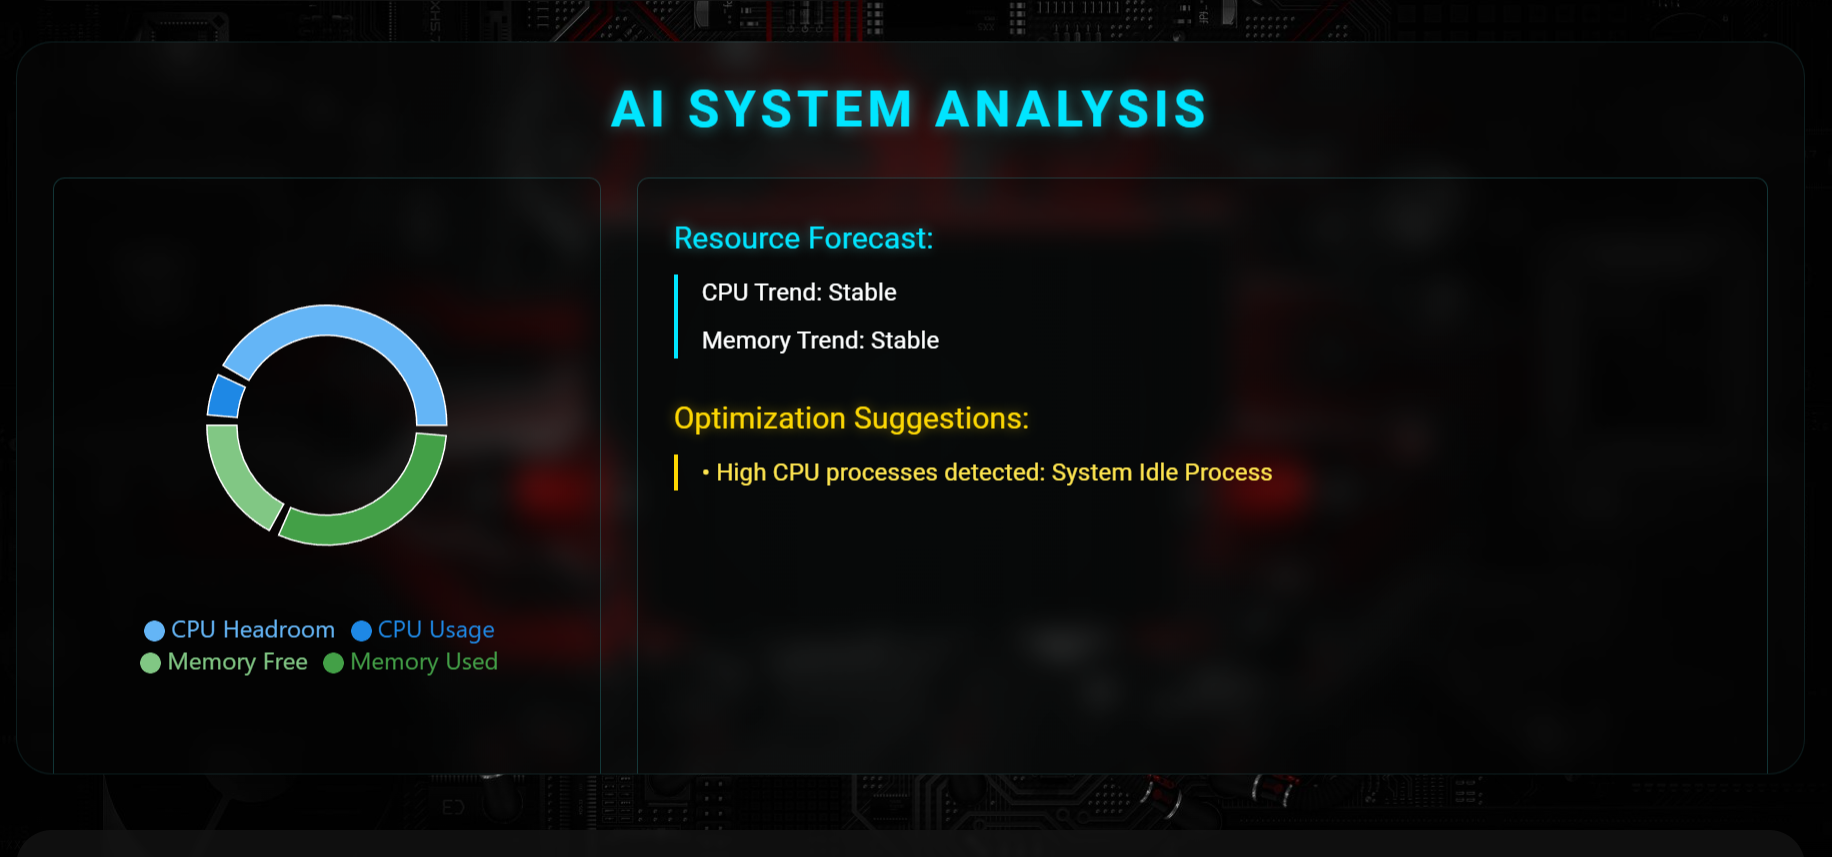 AI SYSTEM ANALYSIS
Resource Forecast:
CPU Trend: Stable
Memory Trend: Stable
Optimization Suggestions:
• High CPU processes detected: System Idle Process
CPU Headroom CPU Usage
Memory Free Memory Used